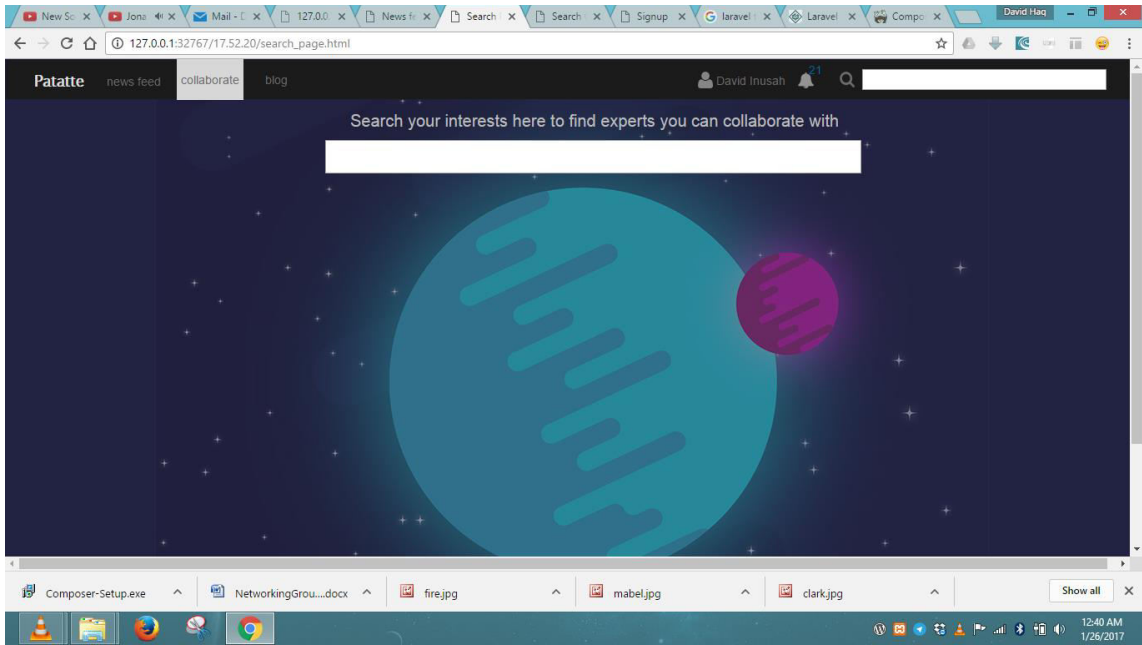 David Haq
New So Jona Mail - D 127.0.0. News fe Search Search Signup laravel Laravel Compo
127.0.0.1:32767/17.52.20/search_page.html
Patatte news feed collaborate blog David Inusah 21
Search your interests here to find experts you can collaborate with
Composer-Setup.exe NetworkingGrou....docx fire.jpg mabel.jpg clark.jpg Show all
12:40 AM
1/26/2017